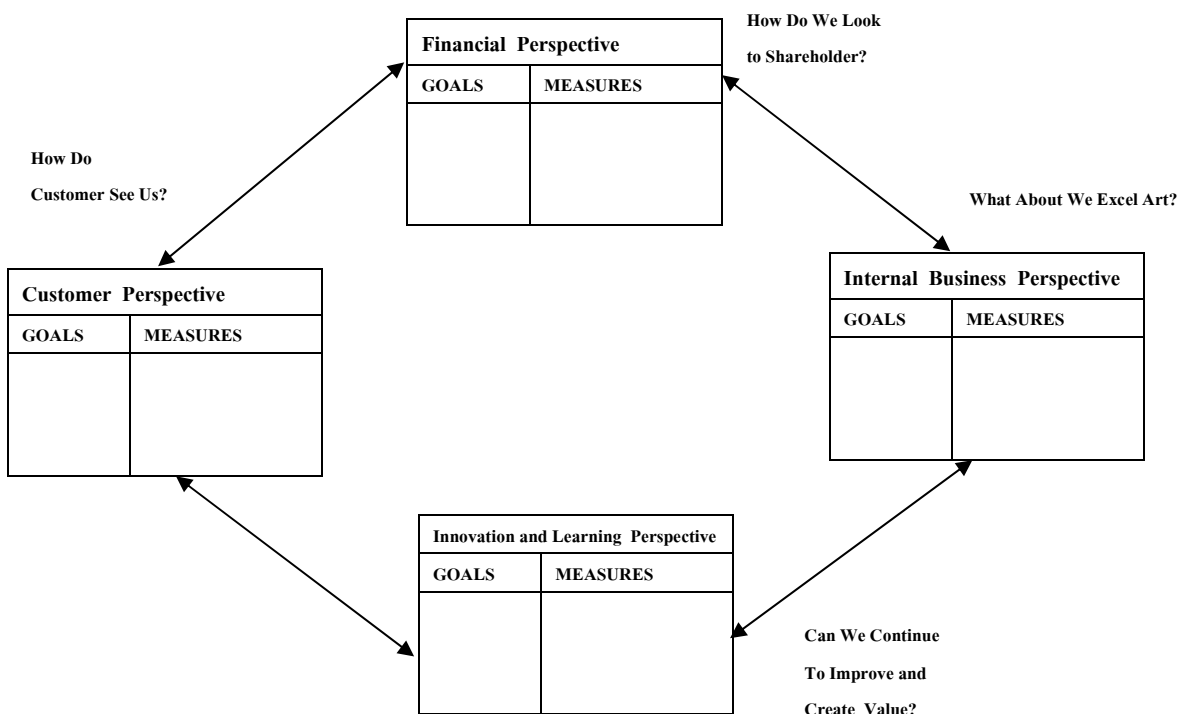 How Do We Look
to Shareholder?
Financial Perspective
GOALS MEASURES
How Do
Customer See Us?
What About We Excel Art?
Customer Perspective
GOALS MEASURES
Internal Business Perspective
GOALS MEASURES
Innovation and Learning Perspective
GOALS MEASURES
Can We Continue
To Improve and
Create Value?